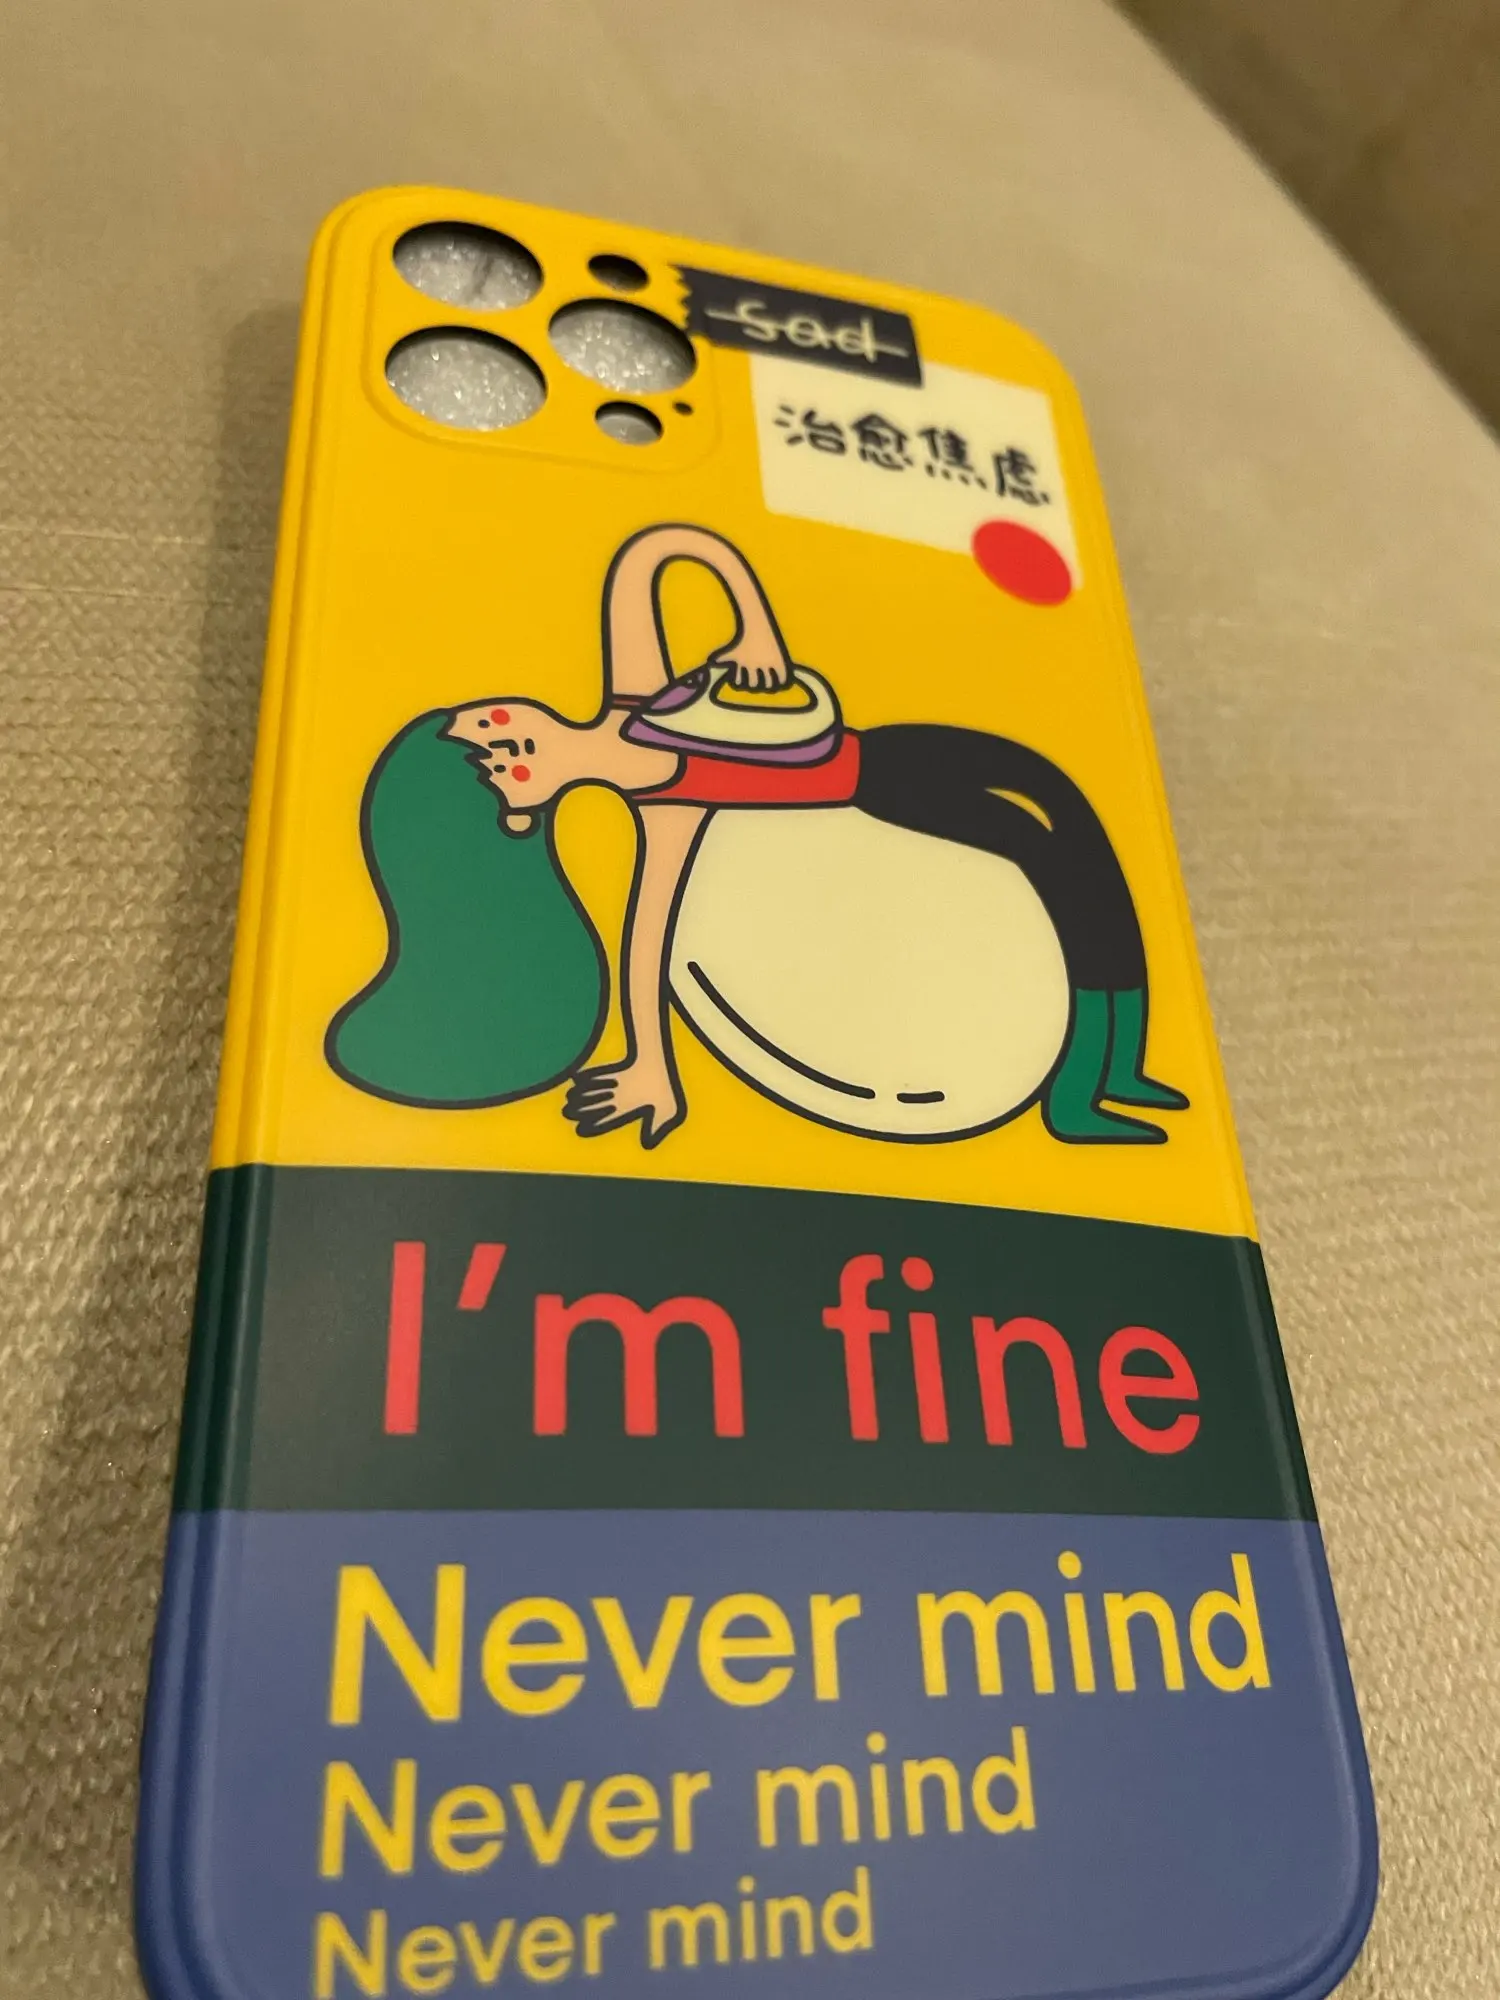 sad
治愈焦虑
I'm fine
Never mind
Never mind
Never mind